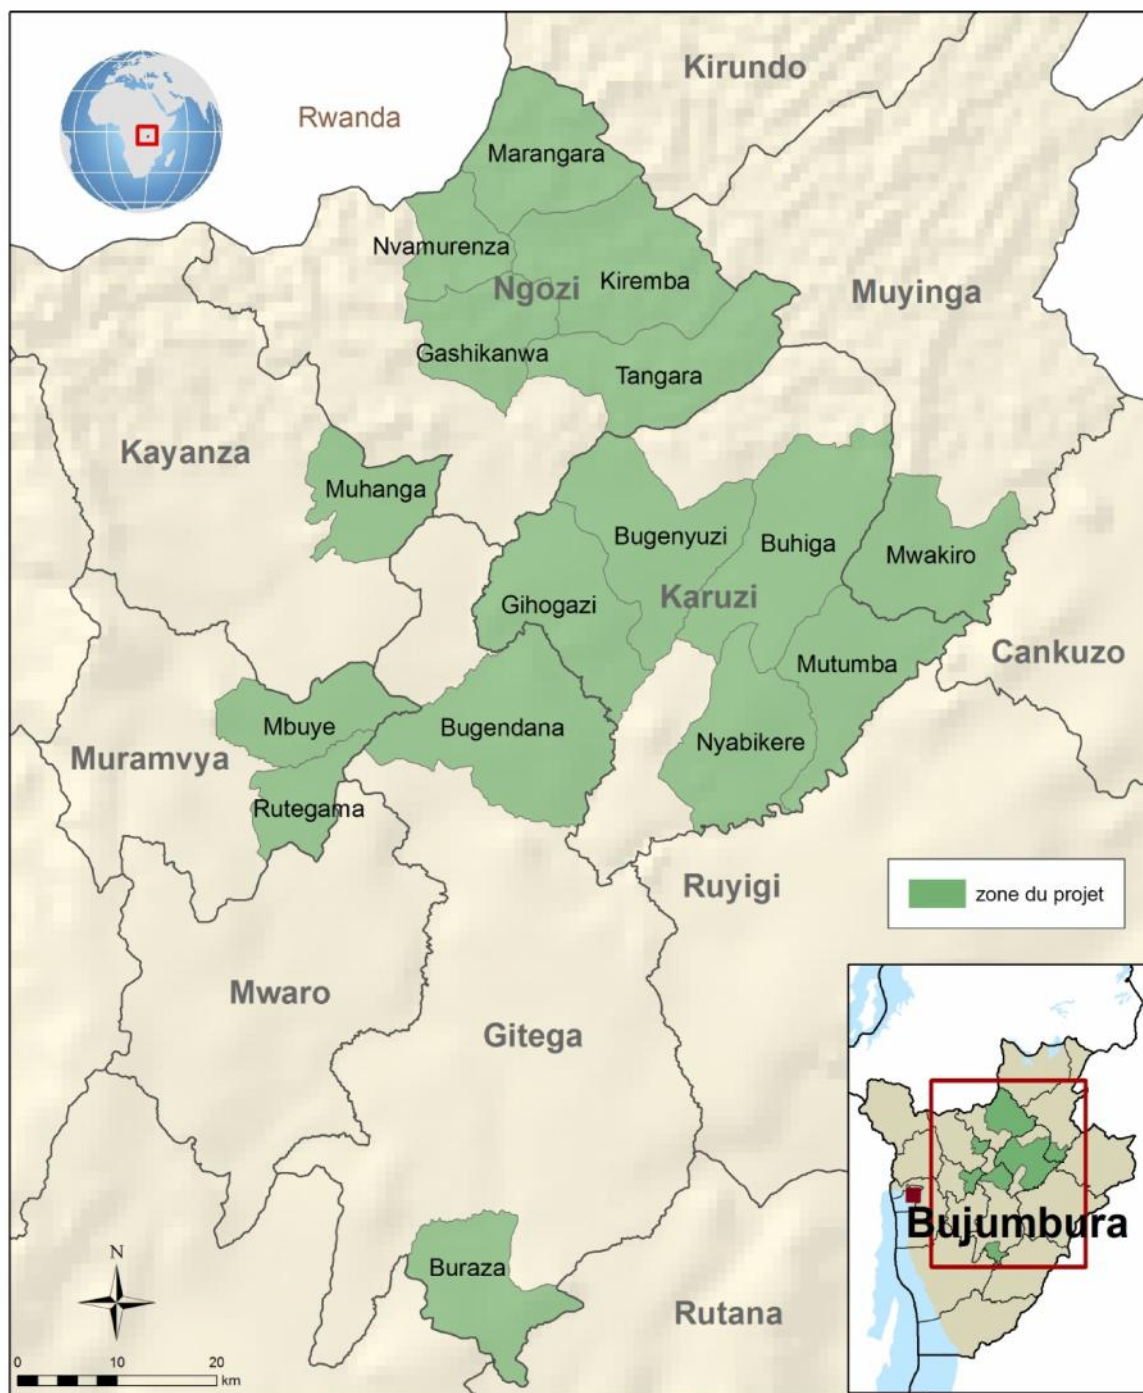 Kirundo
Rwanda
Marangara
Nvamurenza
Kiremba
Ngozi
Muyinga
Gashikanwa
Tangara
Kayanza
Muhanga
Bugenyuzi
Buhiga
Mwakiro
Gihogazi
Karuzi
Cankuzo
Mutumba
Mbuye
Bugendana
Nyabikere
Muramvya
Rutegama
Ruyigi
zone du projet
Mwaro
Gitega
Bujumbura
N
Buraza
Rutana
0 10 20
km